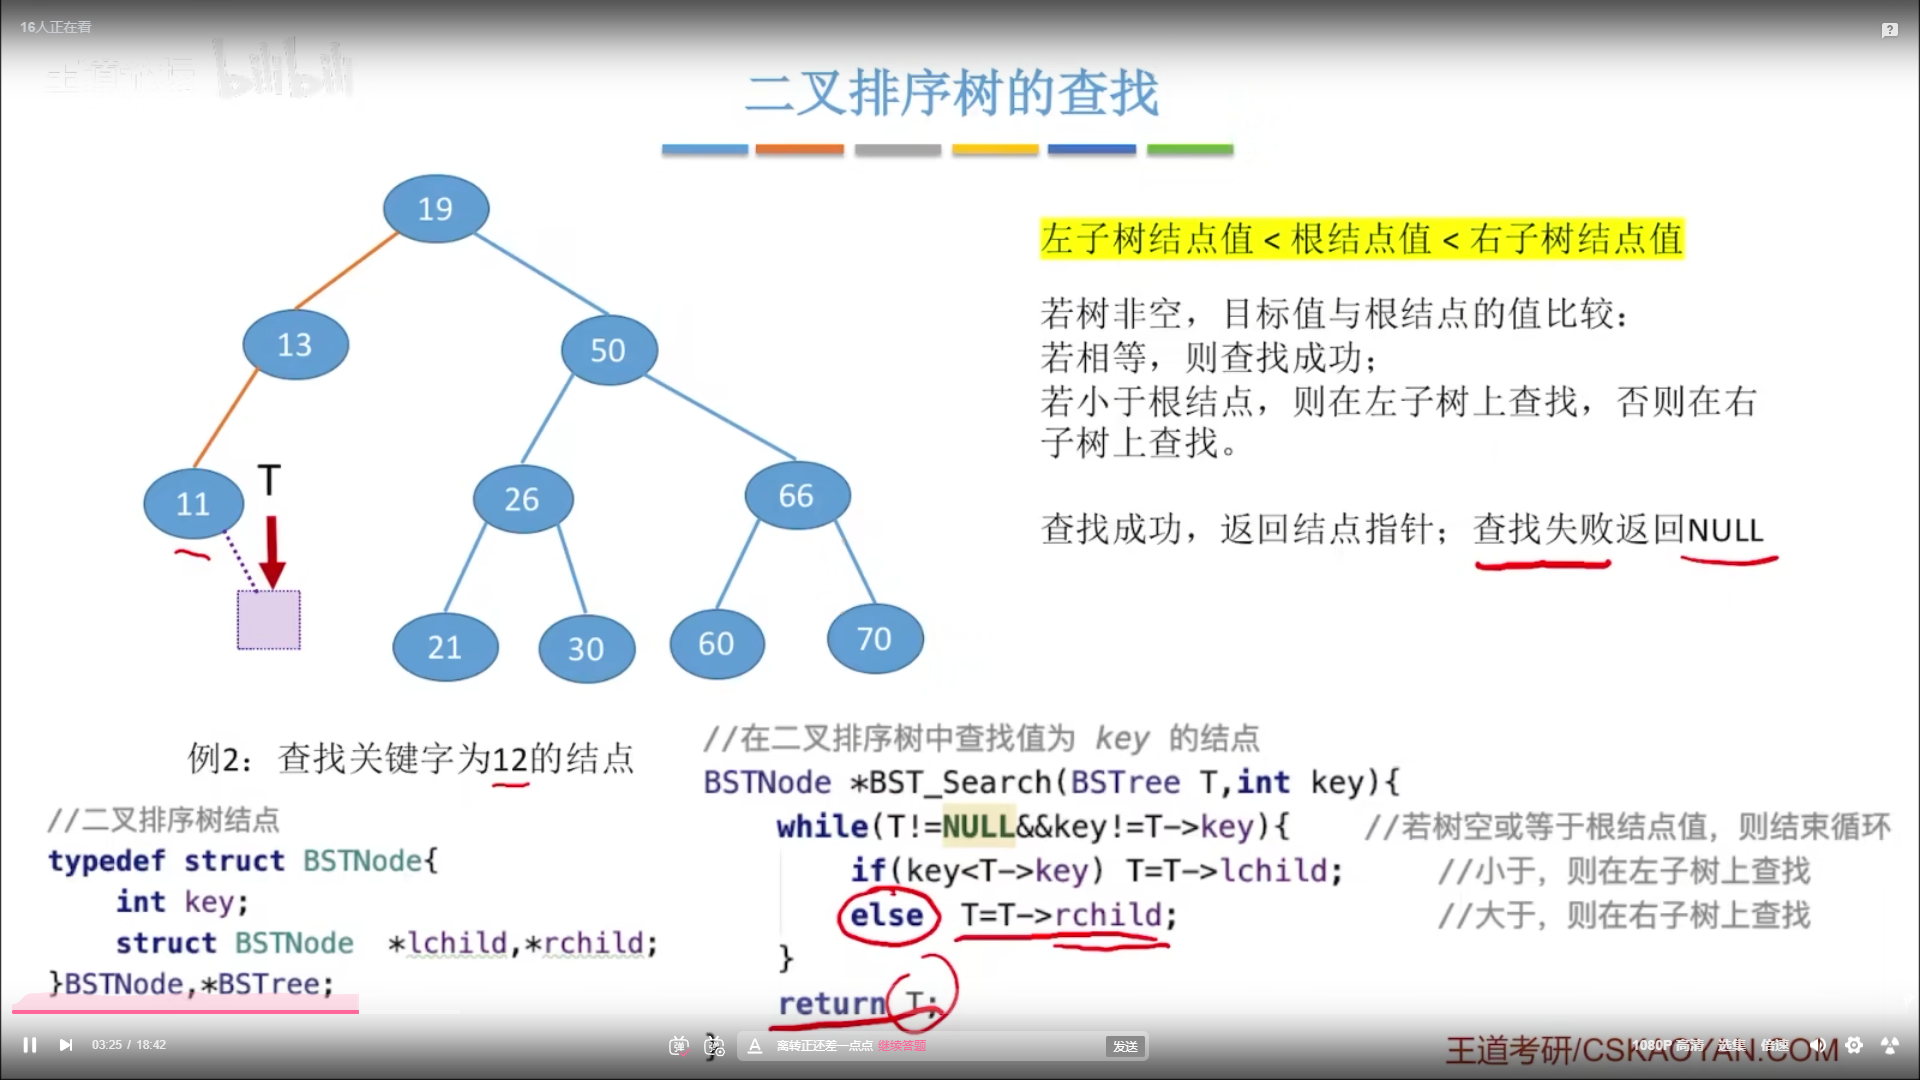 16人正在看
bilibili
二叉排序树的查找
19
13
50
11
T
26
66
21
30
60
70
左子树结点值 < 根结点值 < 右子树结点值
若树非空，目标值与根结点的值比较：
若相等，则查找成功；
若小于根结点，则在左子树上查找，否则在右
子树上查找。
查找成功，返回结点指针；查找失败返回NULL
例2：查找关键字为12的结点
//二叉排序树结点
typedef struct BSTNode{
int key;
struct BSTNode *lchild,*rchild;
}BSTNode,*BSTree;
//在二叉排序树中查找值为 key 的结点
BSTNode *BST_Search(BSTree T,int key){
while(T!=NULL&&key!=T->key){ //若树空或等于根结点值，则结束循环
if(key<T->key) T=T->lchild; //小于，则在左子树上查找
else T=T->rchild; //大于，则在右子树上查找
}
return T;
}
03:25 / 18:42
弹
弹
A 离转正还差一点点 继续答题
发送
王道考研/CSKAOYAN.COM
1080P 高清
选集
倍速